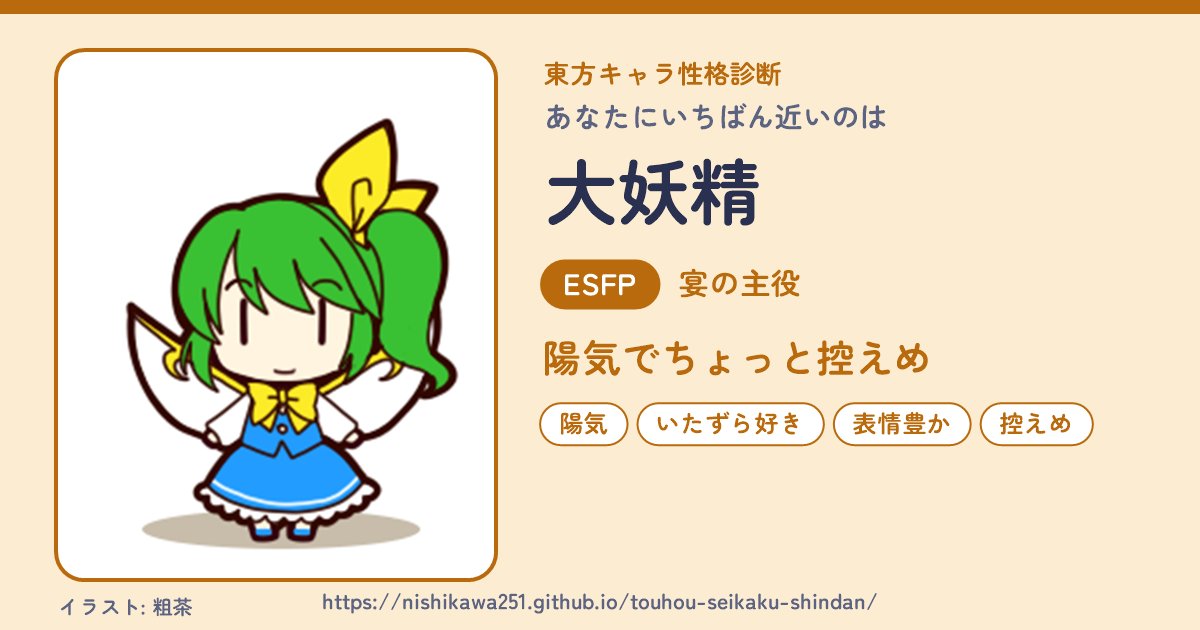 東方キャラ性格診断
あなたにいちばん近いのは
大妖精
ESFP 宴の主役
陽気でちょっと控えめ
陽気 いたずら好き 表情豊か 控えめ
イラスト: 粗茶
https://nishikawa251.github.io/touhou-seikaku-shindan/